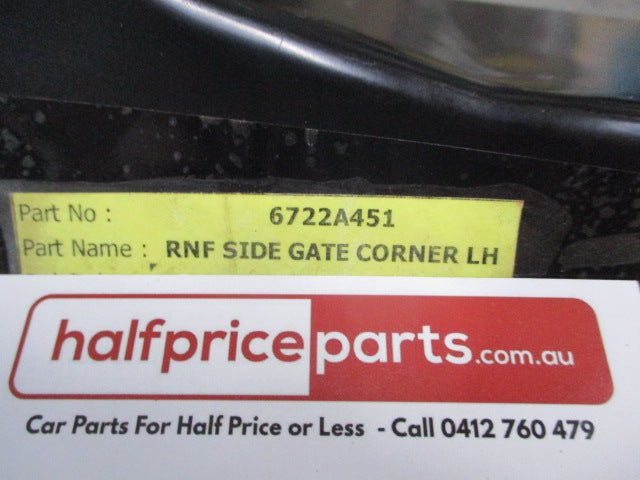 Part No : 6722A451
Part Name : RNF SIDE GATE CORNER LH
halfpriceparts.com.au
Car Parts For Half Price or Less - Call 0412 760 479